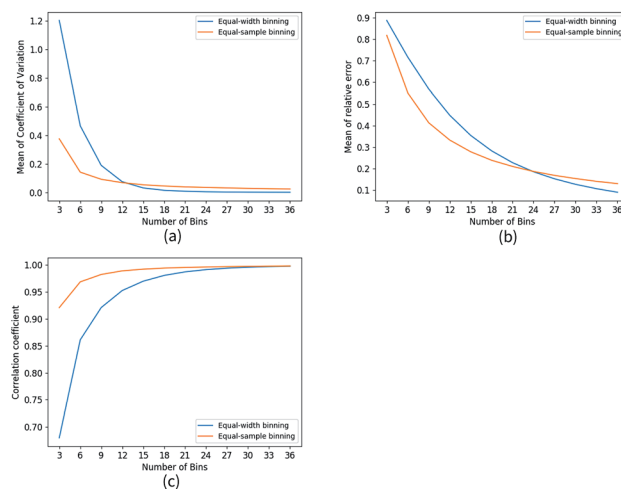 Mean of Coefficient of Variation
1.2
1.0
0.8
0.6
0.4
0.2
0.0
Equal-width binning
Equal-sample binning
3 6 9 12 15 18 21 24 27 30 33 36
Number of Bins
(a)
Mean of relative error
0.9
0.8
0.7
0.6
0.5
0.4
0.3
0.2
0.1
Equal-width binning
Equal-sample binning
3 6 9 12 15 18 21 24 27 30 33 36
Number of Bins
(b)
Correlation coefficient
1.00
0.95
0.90
0.85
0.80
0.75
0.70
Equal-width binning
Equal-sample binning
3 6 9 12 15 18 21 24 27 30 33 36
Number of Bins
(c)